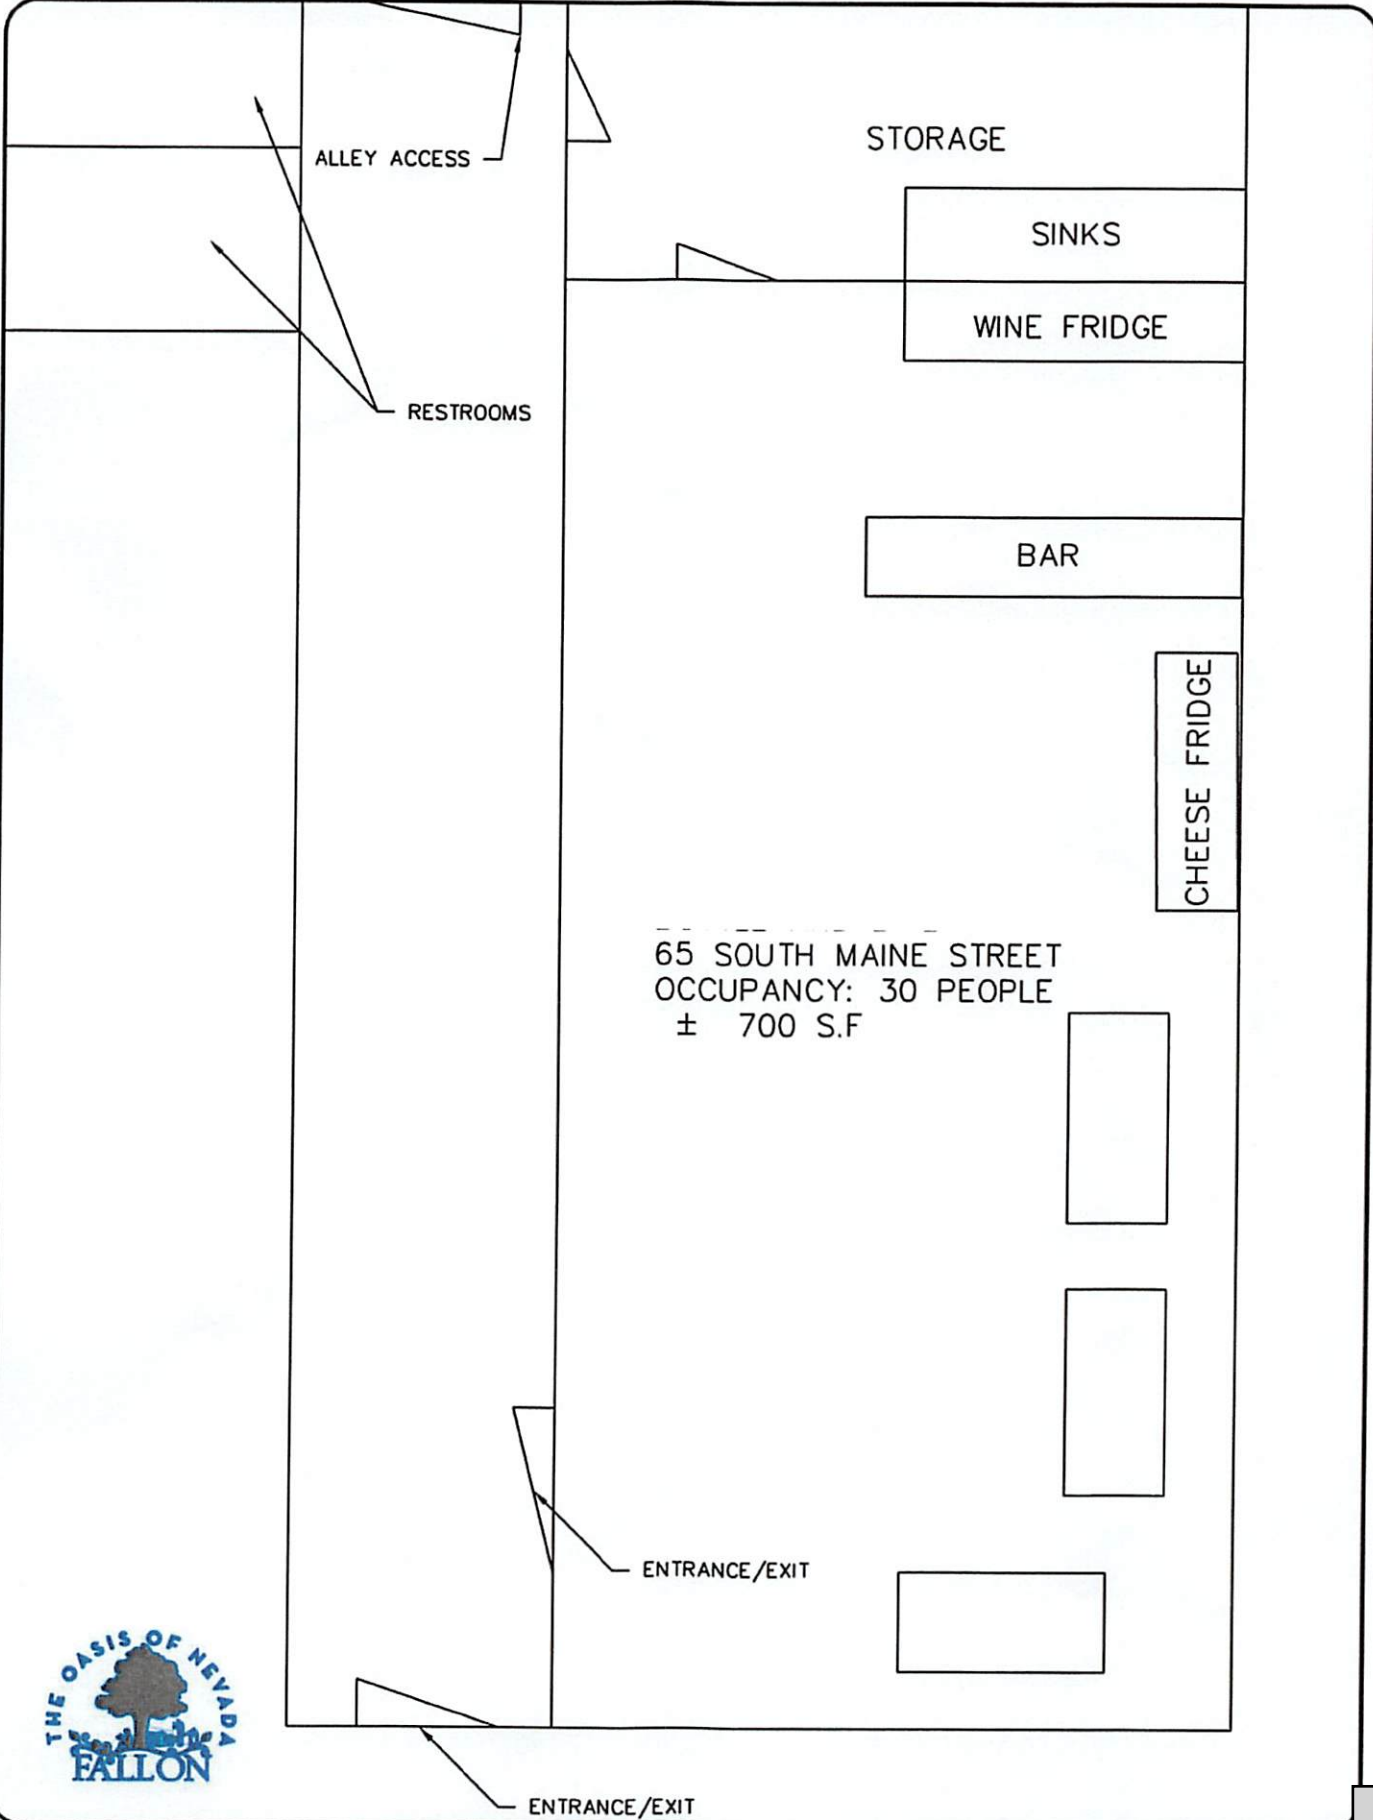 ALLEY ACCESS
STORAGE
SINKS
WINE FRIDGE
RESTROOMS
BAR
CHEESE FRIDGE
65 SOUTH MAINE STREET
OCCUPANCY: 30 PEOPLE
± 700 S.F
ENTRANCE/EXIT
THE OASIS OF NEVADA
FALLON
ENTRANCE/EXIT